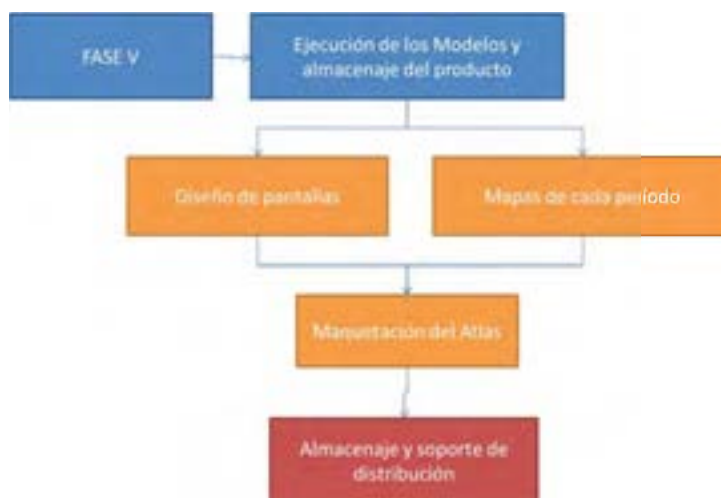 FASE V
Ejecución de los Modelos y
almacenaje del producto
Diseño de pantallas
Mapas de cada período
Maquetación del Atlas
Almacenaje y soporte de
distribución